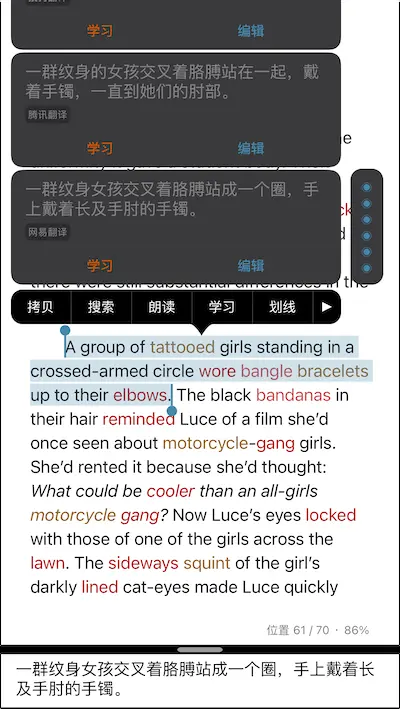 学习 编辑
一群纹身的女孩交叉着胳膊站在一起，戴
着手镯，一直到她们的肘部。
腾讯翻译
学习 编辑
一群纹身女孩交叉着胳膊站成一个圈，手
上戴着长及手肘的手镯。
网易翻译
学习 编辑
there were still substantial differences in the
拷贝 搜索 朗读 学习 划线 ▶
A group of tattooed girls standing in a
crossed-armed circle wore bangle bracelets
up to their elbows. The black bandanas in
their hair reminded Luce of a film she’d
once seen about motorcycle-gang girls.
She’d rented it because she’d thought:
What could be cooler than an all-girls
motorcycle gang? Now Luce’s eyes locked
with those of one of the girls across the
lawn. The sideways squint of the girl’s
darkly lined cat-eyes made Luce quickly
位置 61 / 70 · 86%
一群纹身女孩交叉着胳膊站成一个圈，手上戴着长
及手肘的手镯。